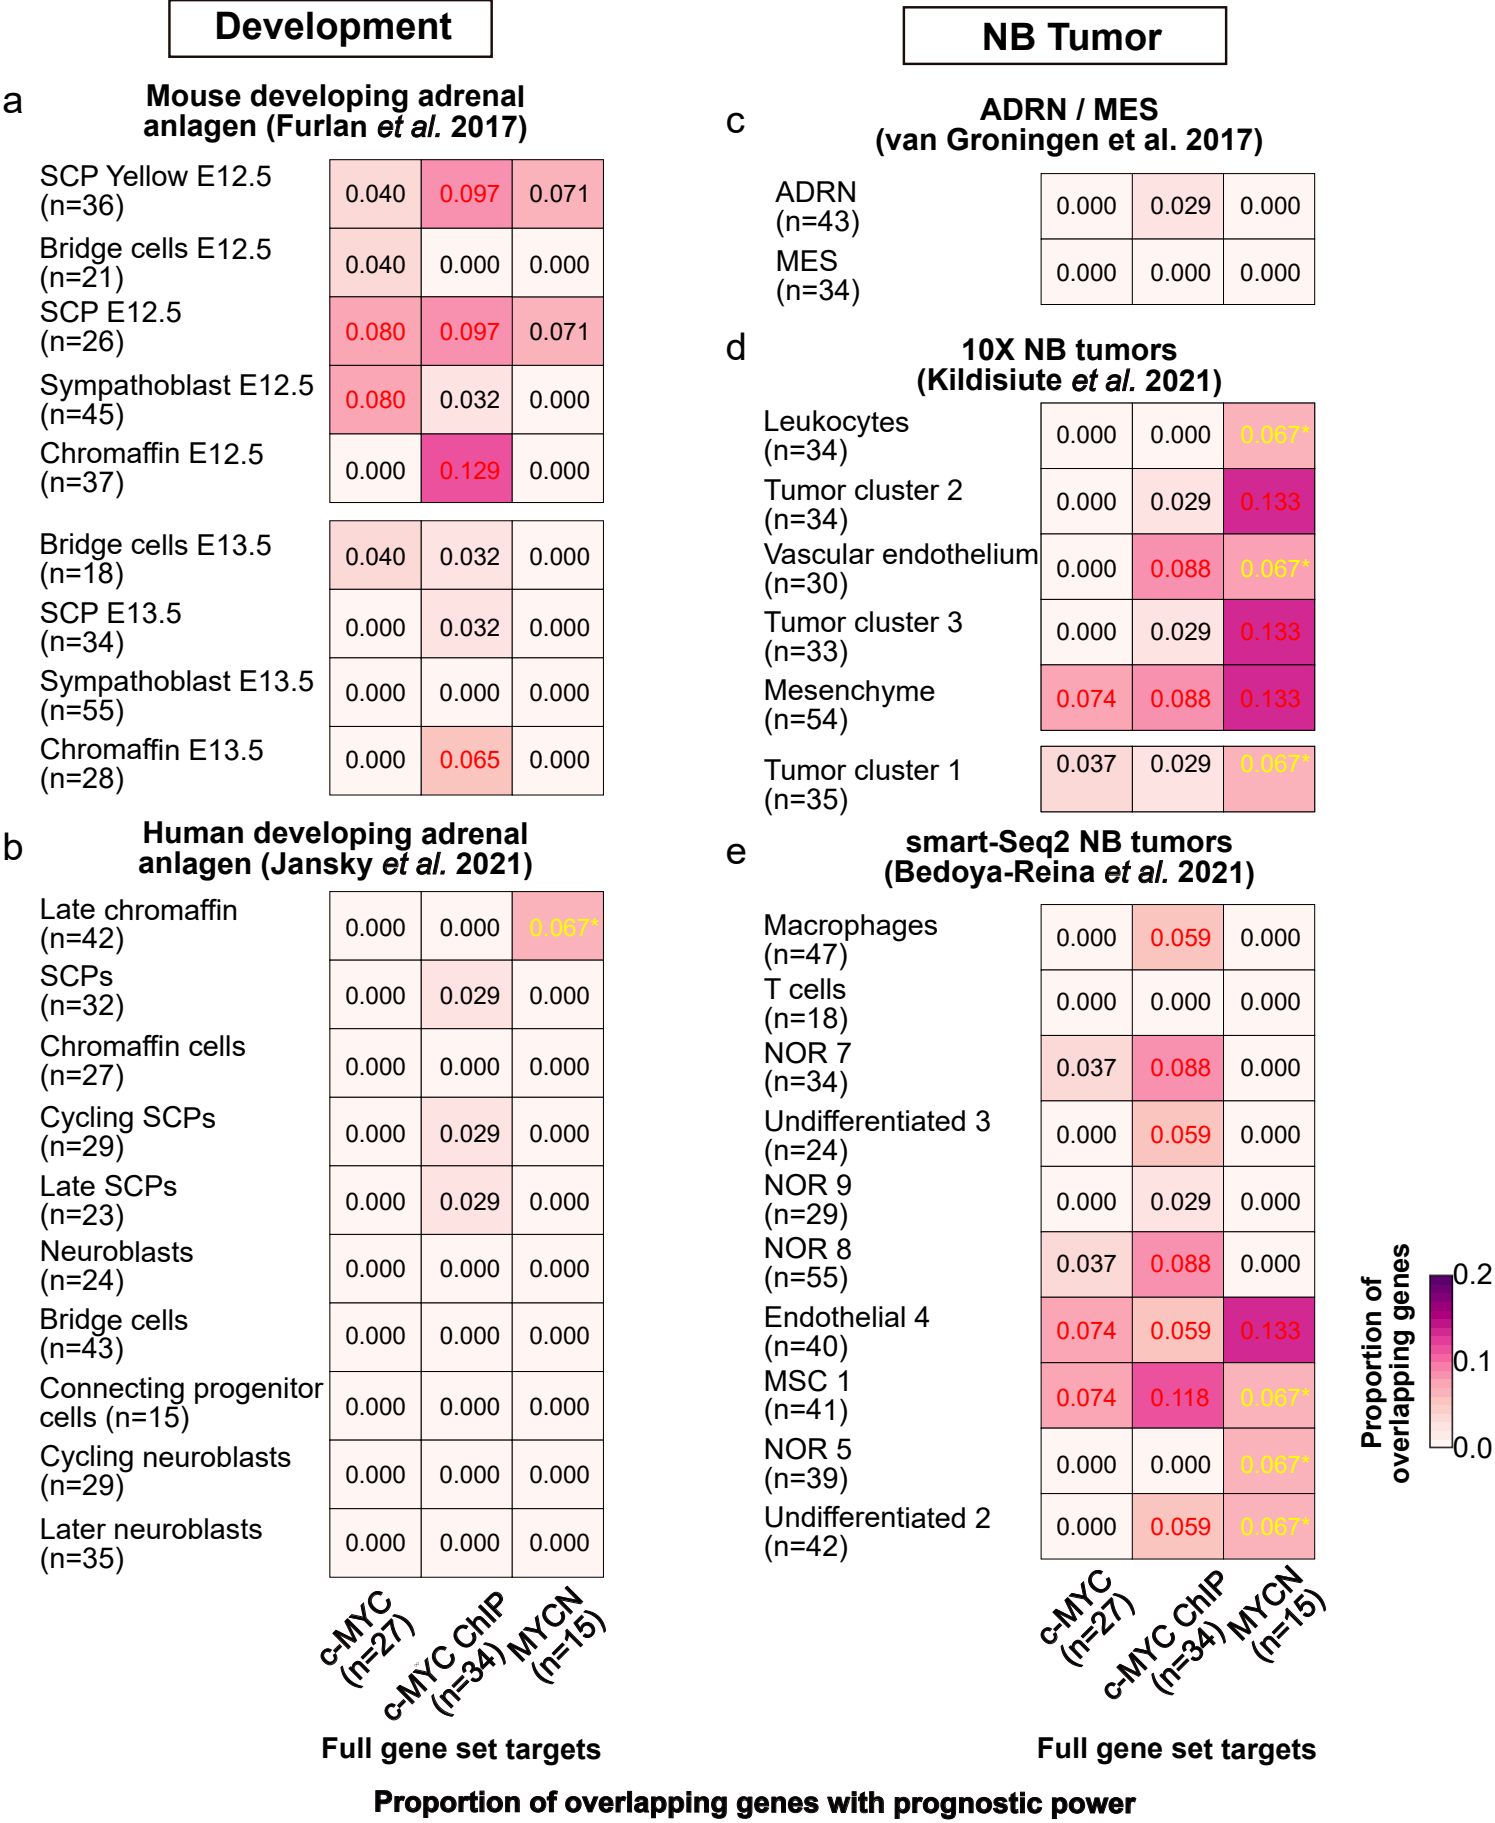 Development
a
Mouse developing adrenal
anlagen (Furlan et al. 2017)
SCP Yellow E12.5
(n=36)
0.040 0.097 0.071
Bridge cells E12.5
(n=21)
0.040 0.000 0.000
SCP E12.5
(n=26)
0.080 0.097 0.071
Sympathoblast E12.5
(n=45)
0.080 0.032 0.000
Chromaffin E12.5
(n=37)
0.000 0.129 0.000
Bridge cells E13.5
(n=18)
0.040 0.032 0.000
SCP E13.5
(n=34)
0.000 0.032 0.000
Sympathoblast E13.5
(n=55)
0.000 0.000 0.000
Chromaffin E13.5
(n=28)
0.000 0.065 0.000
b
Human developing adrenal
anlagen (Jansky et al. 2021)
Late chromaffin
(n=42)
0.000 0.000 0.067*
SCPs
(n=32)
0.000 0.029 0.000
Chromaffin cells
(n=27)
0.000 0.000 0.000
Cycling SCPs
(n=29)
0.000 0.029 0.000
Late SCPs
(n=23)
0.000 0.029 0.000
Neuroblasts
(n=24)
0.000 0.000 0.000
Bridge cells
(n=43)
0.000 0.000 0.000
Connecting progenitor
cells (n=15)
0.000 0.000 0.000
Cycling neuroblasts
(n=29)
0.000 0.000 0.000
Later neuroblasts
(n=35)
0.000 0.000 0.000
c-MYC
(n=27)
c-MYC ChIP
(n=34)
MYCN
(n=15)
Full gene set targets
NB Tumor
c
ADRN / MES
(van Groningen et al. 2017)
ADRN
(n=43)
0.000 0.029 0.000
MES
(n=34)
0.000 0.000 0.000
d
10X NB tumors
(Kildisiute et al. 2021)
Leukocytes
(n=34)
0.000 0.000 0.067*
Tumor cluster 2
(n=34)
0.000 0.029 0.133
Vascular endothelium
(n=30)
0.000 0.088 0.067*
Tumor cluster 3
(n=33)
0.000 0.029 0.133
Mesenchyme
(n=54)
0.074 0.088 0.133
Tumor cluster 1
(n=35)
0.037 0.029 0.067*
e
smart-Seq2 NB tumors
(Bedoya-Reina et al. 2021)
Macrophages
(n=47)
0.000 0.059 0.000
T cells
(n=18)
0.000 0.000 0.000
NOR 7
(n=34)
0.037 0.088 0.000
Undifferentiated 3
(n=24)
0.000 0.059 0.000
NOR 9
(n=29)
0.000 0.029 0.000
NOR 8
(n=55)
0.037 0.088 0.000
Endothelial 4
(n=40)
0.074 0.059 0.133
MSC 1
(n=41)
0.074 0.118 0.067*
NOR 5
(n=39)
0.000 0.000 0.067*
Undifferentiated 2
(n=42)
0.000 0.059 0.067*
c-MYC
(n=27)
c-MYC ChIP
(n=34)
MYCN
(n=15)
Full gene set targets
Proportion of
overlapping genes
0.2
0.1
0.0
Proportion of overlapping genes with prognostic power